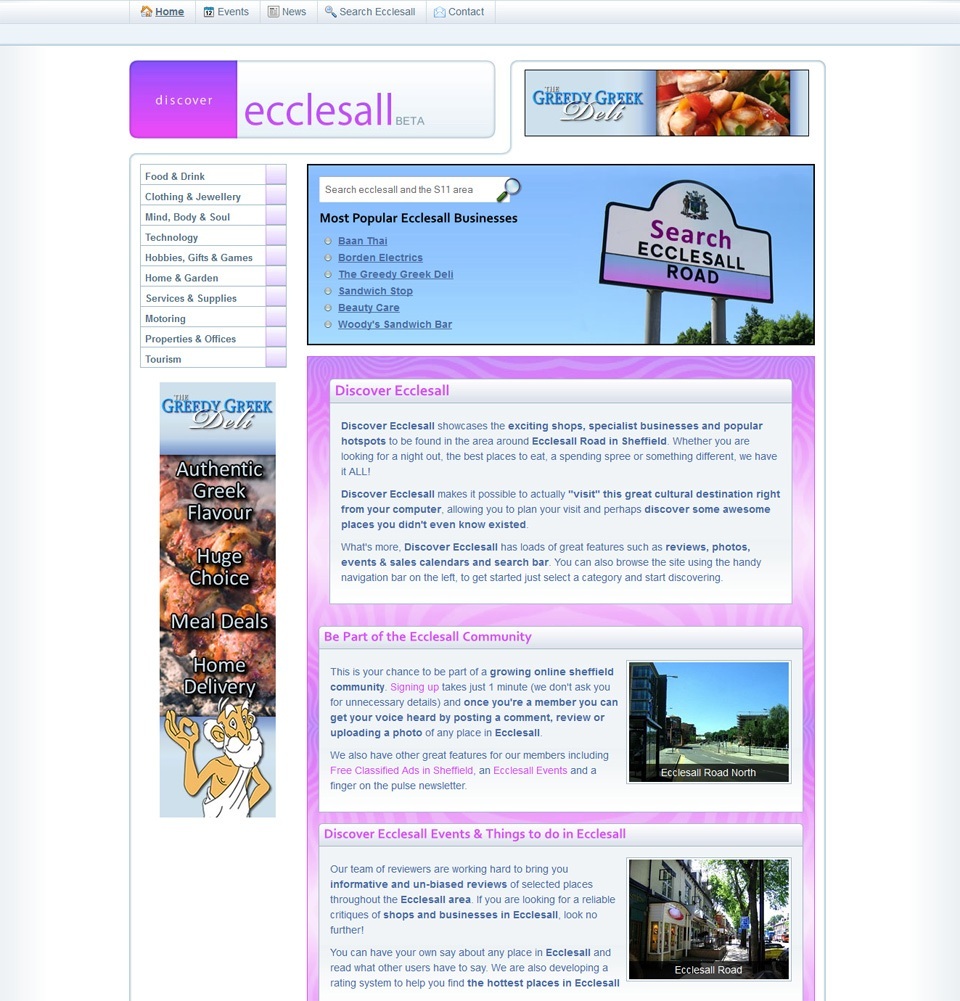 Home
Events
News
Search Ecclesall
Contact
discover
ecclesall BETA
THE
GREEDY GREEK
Deli
Food & Drink
Clothing & Jewellery
Mind, Body & Soul
Technology
Hobbies, Gifts & Games
Home & Garden
Services & Supplies
Motoring
Properties & Offices
Tourism
THE
GREEDY GREEK
Deli
Authentic
Greek
Flavour
Huge
Choice
Meal Deals
Home
Delivery
Search ecclesall and the S11 area
Most Popular Ecclesall Businesses
Baan Thai
Borden Electrics
The Greedy Greek Deli
Sandwich Stop
Beauty Care
Woody's Sandwich Bar
Search
ECCLESALL
ROAD
Discover Ecclesall
Discover Ecclesall showcases the exciting shops, specialist businesses and popular
hotspots to be found in the area around Ecclesall Road in Sheffield. Whether you are
looking for a night out, the best places to eat, a spending spree or something different, we have
it ALL!
Discover Ecclesall makes it possible to actually "visit" this great cultural destination right
from your computer, allowing you to plan your visit and perhaps discover some awesome
places you didn't even know existed.
What's more, Discover Ecclesall has loads of great features such as reviews, photos,
events & sales calendars and search bar. You can also browse the site using the handy
navigation bar on the left, to get started just select a category and start discovering.
Be Part of the Ecclesall Community
This is your chance to be part of a growing online sheffield
community. Signing up takes just 1 minute (we don't ask you
for unnecessary details) and once you're a member you can
get your voice heard by posting a comment, review or
uploading a photo of any place in Ecclesall.
We also have other great features for our members including
Free Classified Ads in Sheffield, an Ecclesall Events and a
finger on the pulse newsletter.
Ecclesall Road North
Discover Ecclesall Events & Things to do in Ecclesall
Our team of reviewers are working hard to bring you
informative and un-biased reviews of selected places
throughout the Ecclesall area. If you are looking for a reliable
critiques of shops and businesses in Ecclesall, look no
further!
You can have your own say about any place in Ecclesall and
read what other users have to say. We are also developing a
rating system to help you find the hottest places in Ecclesall
Ecclesall Road